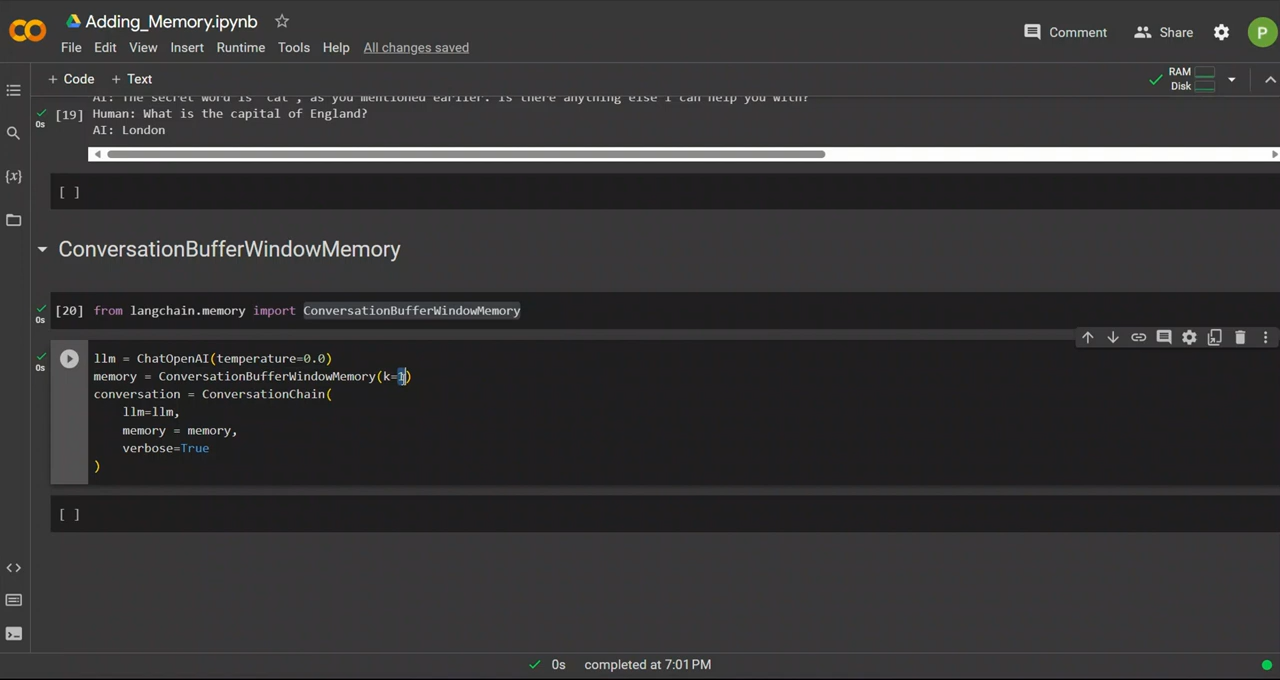 Adding_Memory.ipynb
File Edit View Insert Runtime Tools Help All changes saved
Comment Share P
+ Code + Text
RAM
Disk
AI: The secret word is 'cat', as you mentioned earlier. Is there anything else I can help you with?
[19] Human: What is the capital of England?
0s
AI: London
[ ]
ConversationBufferWindowMemory
[20] from langchain.memory import ConversationBufferWindowMemory
0s
llm = ChatOpenAI(temperature=0.0)
0s
memory = ConversationBufferWindowMemory(k=1)
conversation = ConversationChain(
llm=llm,
memory = memory,
verbose=True
)
[ ]
{x}
0s completed at 7:01 PM